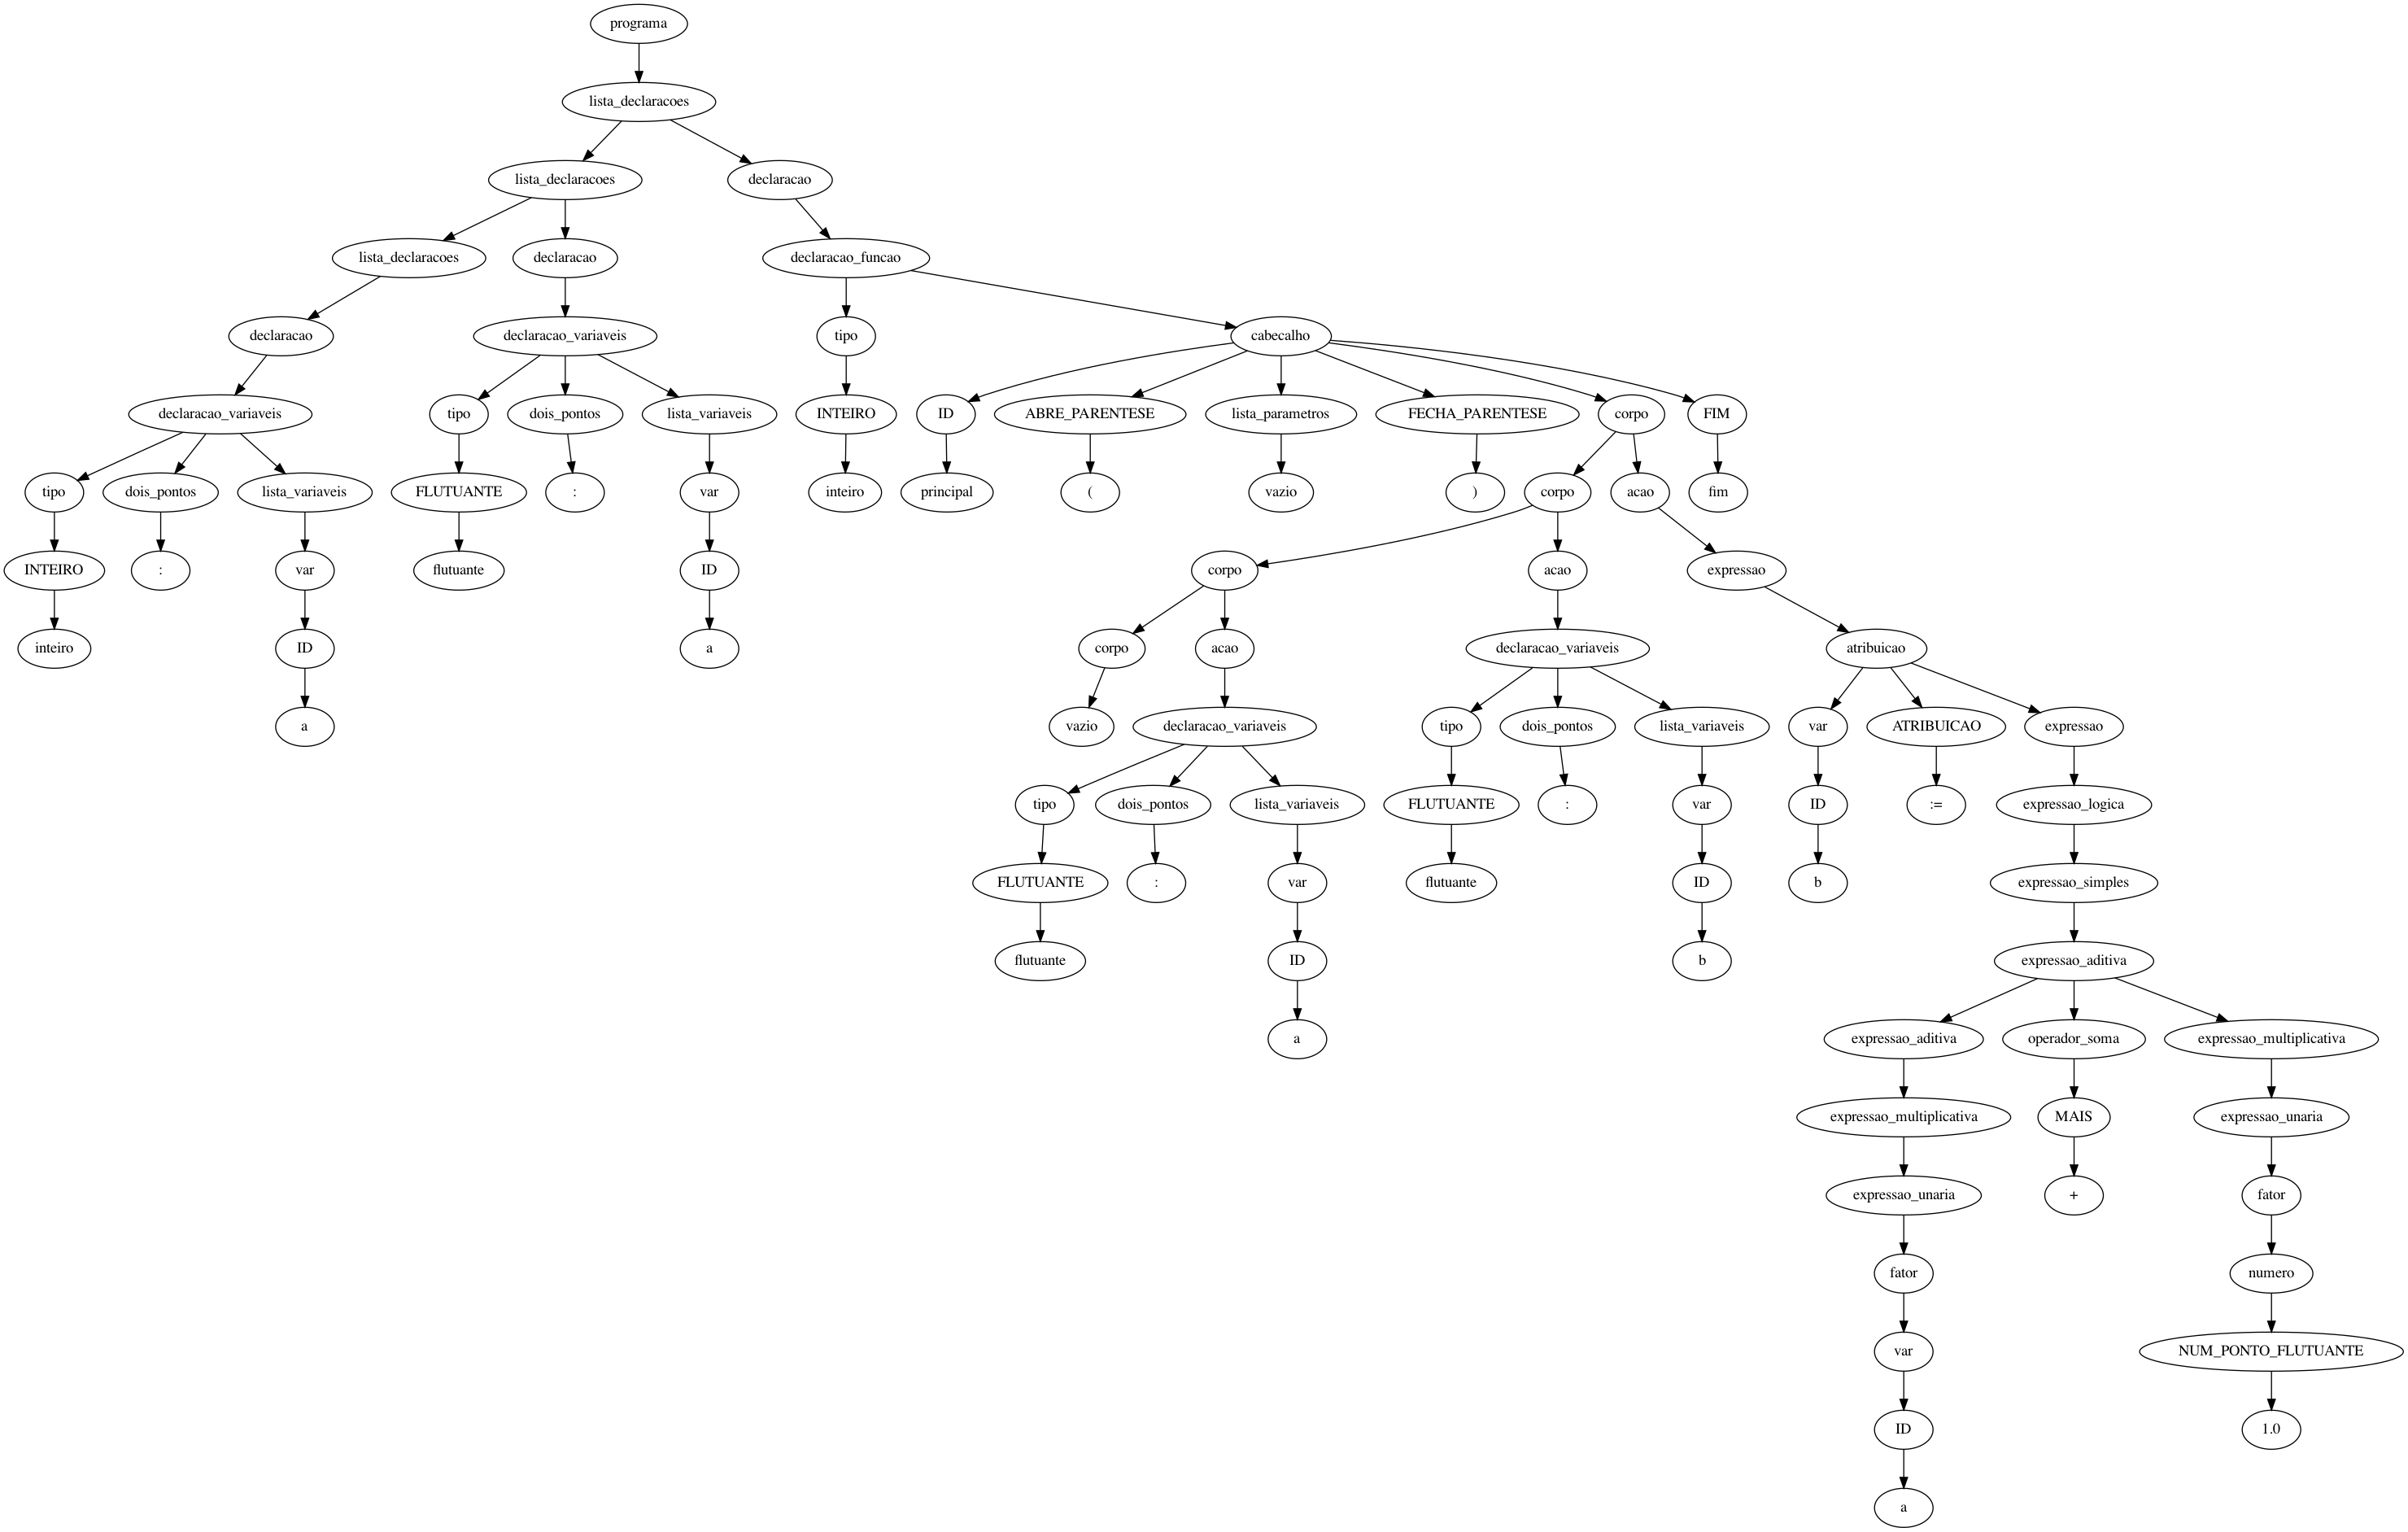 programa
lista_declaracoes
lista_declaracoes declaracao
lista_declaracoes declaracao declaracao_funcao
declaracao declaracao_variaveis tipo cabecalho
declaracao_variaveis tipo dois_pontos lista_variaveis INTEIRO ID ABRE_PARENTESE lista_parametros FECHA_PARENTESE corpo FIM
tipo dois_pontos lista_variaveis FLUTUANTE : var inteiro principal ( vazio ) corpo acao fim
INTEIRO : var flutuante ID corpo acao expressao
inteiro ID a corpo acao declaracao_variaveis atribuicao
a vazio declaracao_variaveis tipo dois_pontos lista_variaveis var ATRIBUICAO expressao
tipo dois_pontos lista_variaveis FLUTUANTE : var ID := expressao_logica
FLUTUANTE : var flutuante ID b expressao_simples
flutuante ID b expressao_aditiva
a expressao_aditiva operador_soma expressao_multiplicativa
expressao_multiplicativa MAIS expressao_unaria
expressao_unaria + fator
fator numero
var NUM_PONTO_FLUTUANTE
ID 1.0
a